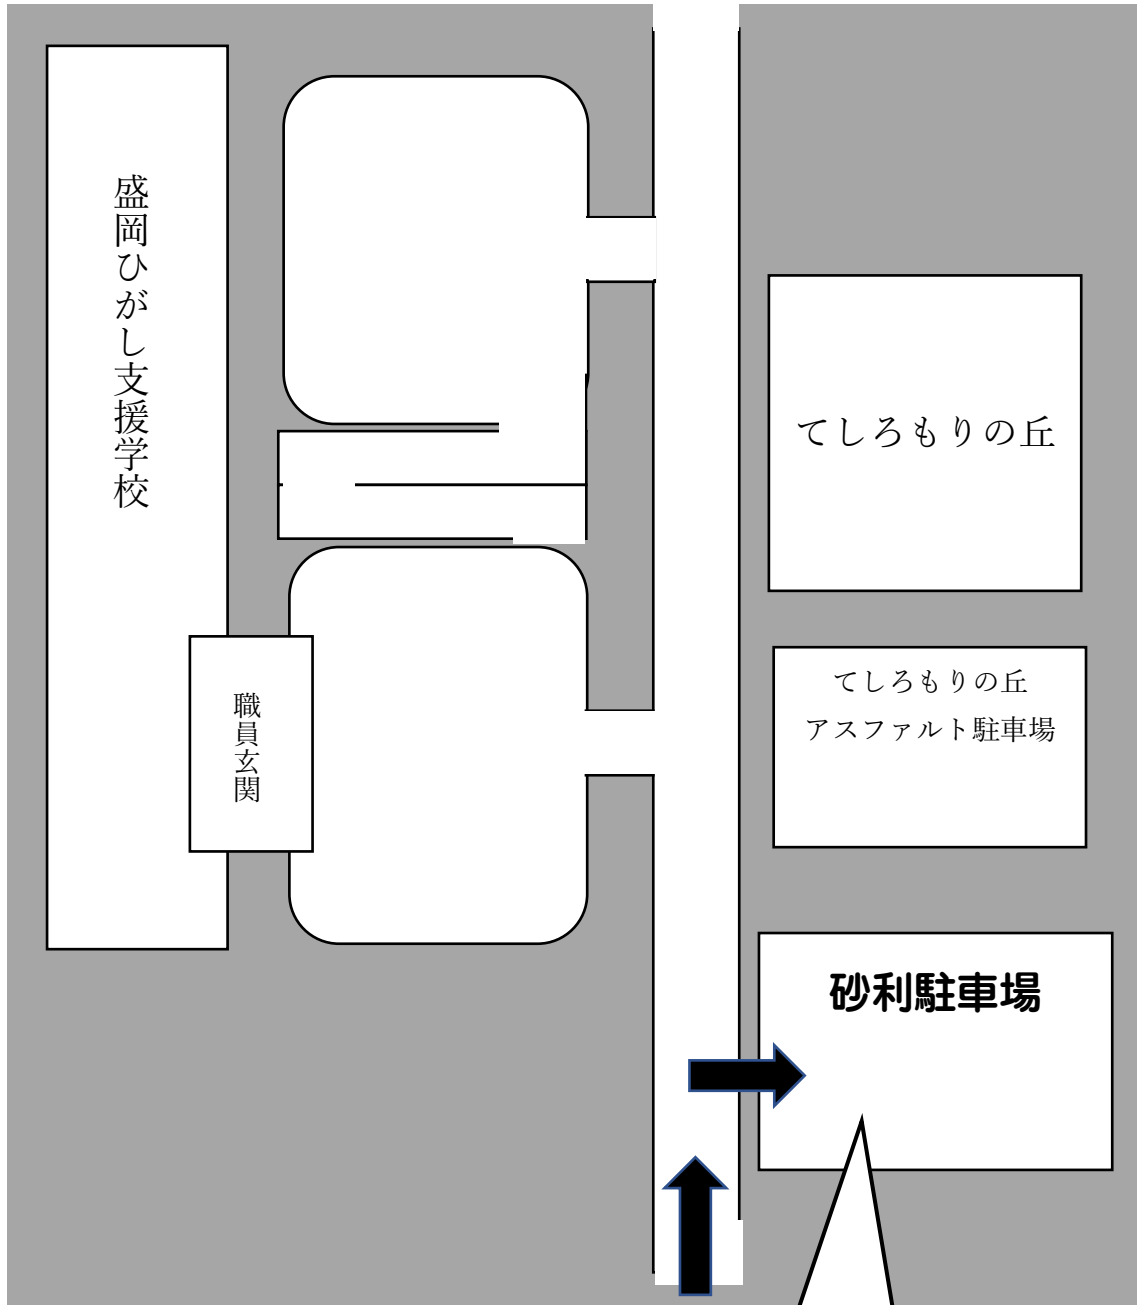 盛岡ひがし支援学校
職員玄関
てしろもりの丘
てしろもりの丘
アスファルト駐車場
砂利駐車場